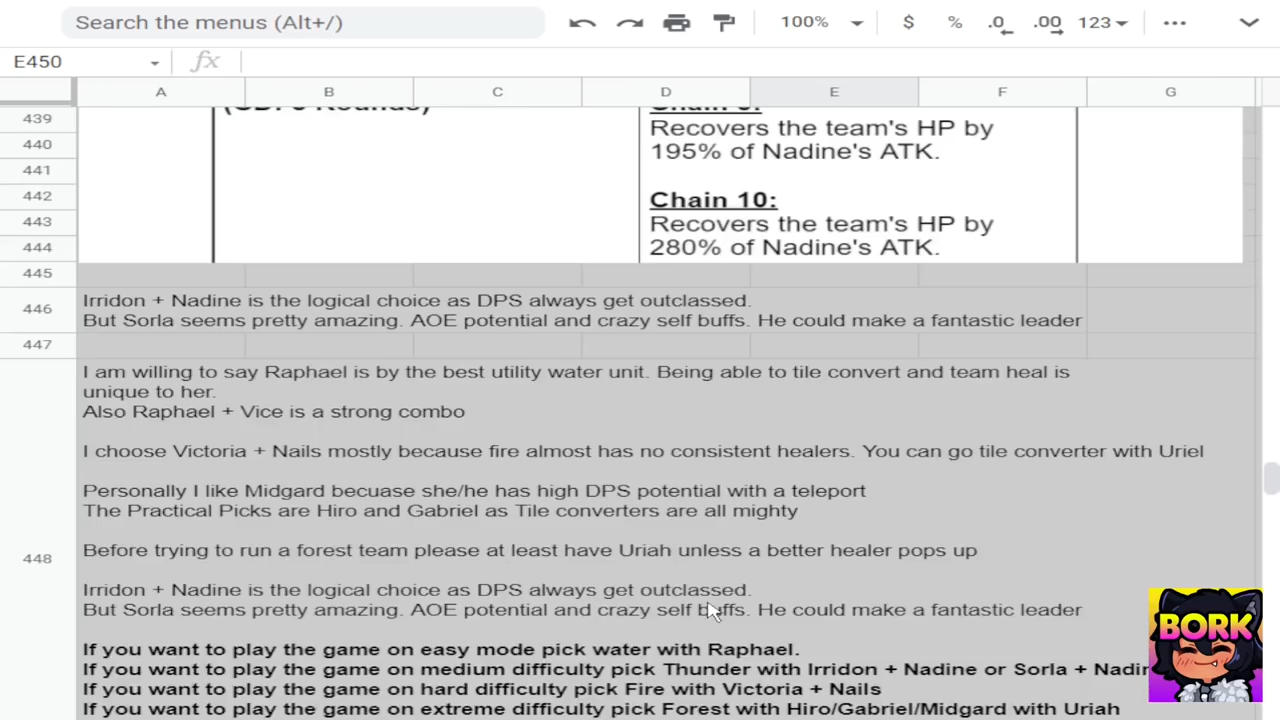 Search the menus (Alt+/)
100%
$
%
.0
.00
123
E450
fx
A
B
C
D
E
F
G
439
440
441
442
443
444
445
446
447
448
Recovers the team's HP by
195% of Nadine's ATK.
Chain 10:
Recovers the team's HP by
280% of Nadine's ATK.
Irridon + Nadine is the logical choice as DPS always get outclassed.
But Sorla seems pretty amazing. AOE potential and crazy self buffs. He could make a fantastic leader
I am willing to say Raphael is by the best utility water unit. Being able to tile convert and team heal is
unique to her.
Also Raphael + Vice is a strong combo
I choose Victoria + Nails mostly because fire almost has no consistent healers. You can go tile converter with Uriel
Personally I like Midgard becuase she/he has high DPS potential with a teleport
The Practical Picks are Hiro and Gabriel as Tile converters are all mighty
Before trying to run a forest team please at least have Uriah unless a better healer pops up
Irridon + Nadine is the logical choice as DPS always get outclassed.
But Sorla seems pretty amazing. AOE potential and crazy self buffs. He could make a fantastic leader
If you want to play the game on easy mode pick water with Raphael.
If you want to play the game on medium difficulty pick Thunder with Irridon + Nadine or Sorla +
If you want to play the game on hard difficulty pick Fire with Victoria + Nails
If you want to play the game on extreme difficulty pick Forest with Hiro/Gabriel/Midgard with Uriah
BORK